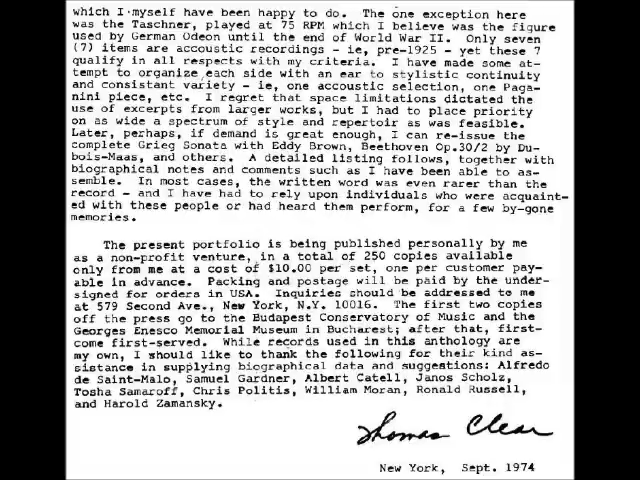 which I myself have been happy to do. The one exception here
was the Taschner, played at 75 RPM which I believe was the figure
used by German Odeon until the end of World War II. Only seven
(7) items are accoustic recordings - ie, pre-1925 - yet these 7
qualify in all respects with my criteria. I have made some at-
tempt to organize each side with an ear to stylistic continuity
and consistant variety - ie, one accoustic selection, one Paga-
nini piece, etc. I regret that space limitations dictated the
use of excerpts from larger works, but I had to place priority
on as wide a spectrum of style and repertoir as was feasible.
Later, perhaps, if demand is great enough, I can re-issue the
complete Grieg Sonata with Eddy Brown, Beethoven Op.30/2 by Du-
bois-Maas, and others. A detailed listing follows, together with
biographical notes and comments such as I have been able to as-
semble. In most cases, the written word was even rarer than the
record - and I have had to rely upon individuals who were acquaint-
ed with these people or had heard them perform, for a few by-gone
memories.
The present portfolio is being published personally by me
as a non-profit venture, in a total of 250 copies available
only from me at a cost of $10.00 per set, one per customer pay-
able in advance. Packing and postage will be paid by the under-
signed for orders in USA. Inquiries should be addressed to me
at 579 Second Ave., New York, N.Y. 10016. The first two copies
off the press go to the Budapest Conservatory of Music and the
Georges Enesco Memorial Museum in Bucharest; after that, first-
come first-served. While records used in this anthology are
my own, I should like to thank the following for their kind as-
sistance in supplying biographical data and suggestions: Alfredo
de Saint-Malo, Samuel Gardner, Albert Catell, Janos Scholz,
Tosha Samaroff, Chris Politis, William Moran, Ronald Russell,
and Harold Zamansky.
Thomas Clear
New York, Sept. 1974